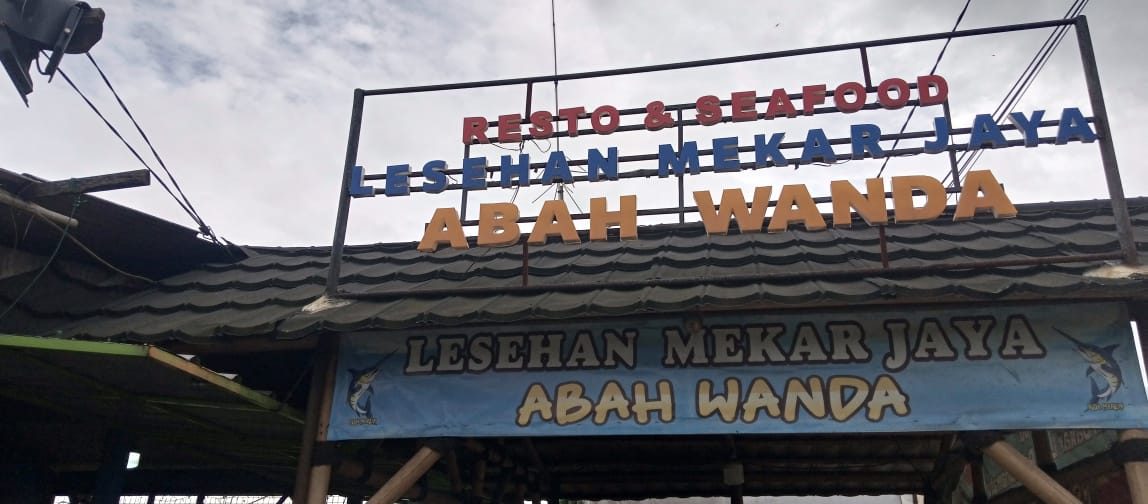 RESTO & SEAFOOD
LESEHAN MEKAR JAYA
ABAH WANDA
LESEHAN MEKAR JAYA
ABAH WANDA